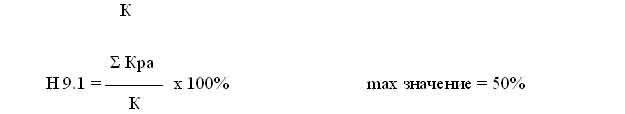 К
Σ Кра
Н 9.1 = ——— х 100% max значение = 50%
К